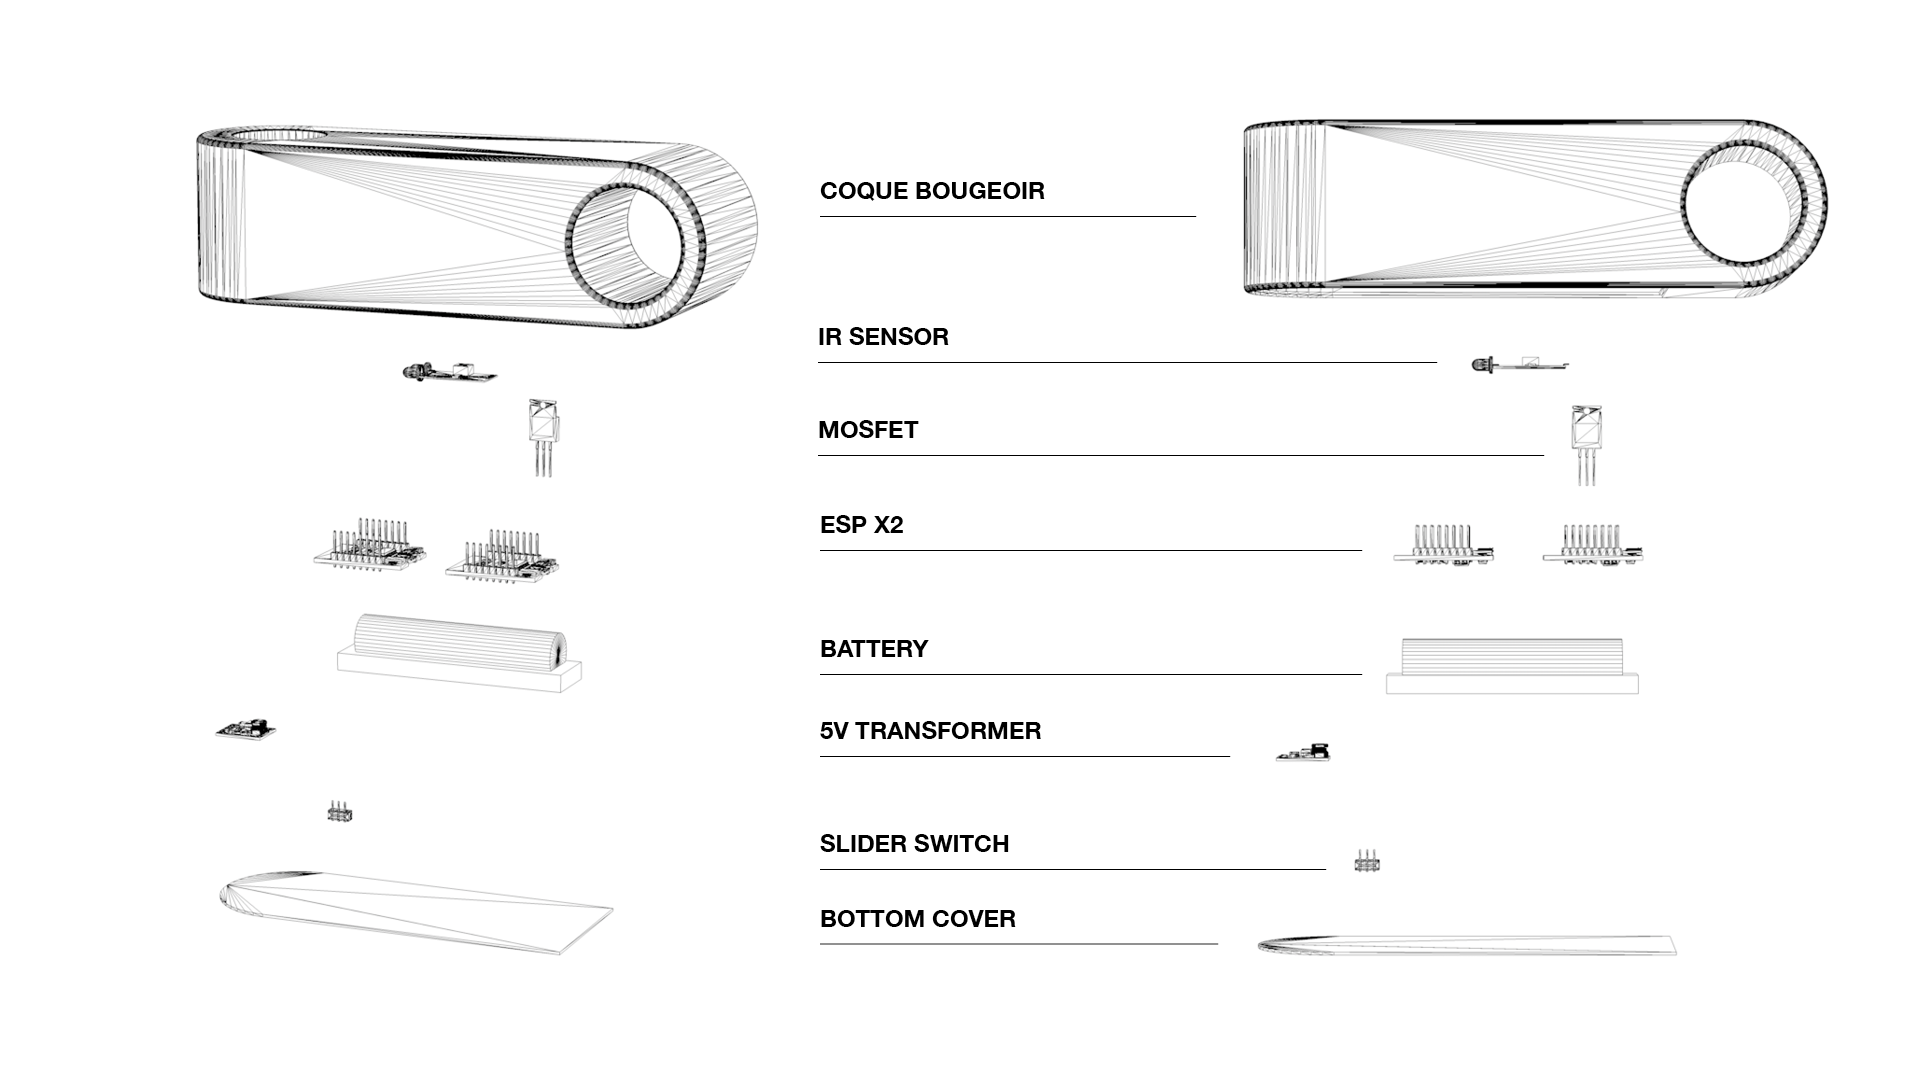 COQUE BOUGEOIR
IR SENSOR
MOSFET
ESP X2
BATTERY
5V TRANSFORMER
SLIDER SWITCH
BOTTOM COVER